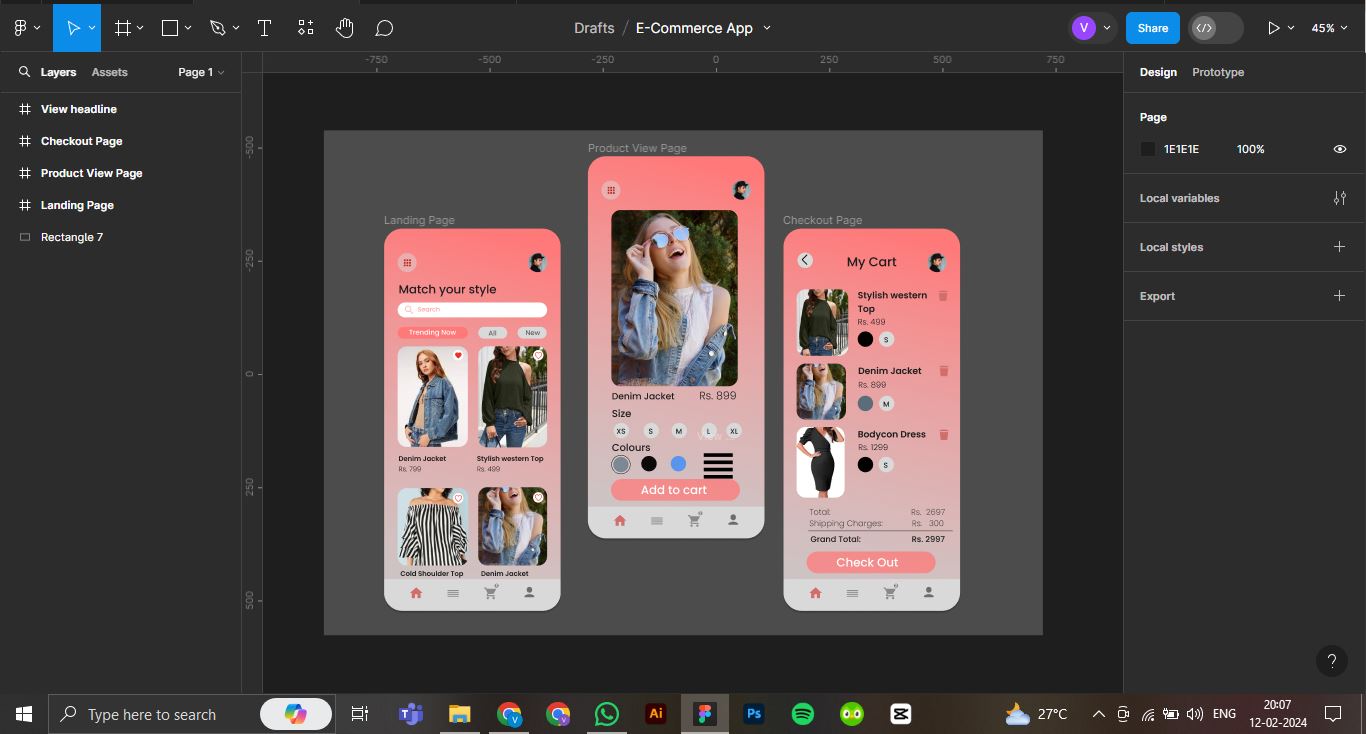 Drafts / E-Commerce App
V
Share
45%
Layers
Assets
Page 1
View headline
Checkout Page
Product View Page
Landing Page
Rectangle 7
-750
-500
-250
0
250
500
750
-500
-250
0
250
500
Landing Page
Match your style
Search
Trending Now
All
New
Denim Jacket
Rs. 799
Stylish western Top
Rs. 499
Cold Shoulder Top
Denim Jacket
Product View Page
Denim Jacket
Rs. 899
Size
XS
S
M
L
XL
Colours
Add to cart
Checkout Page
My Cart
Stylish western
Top
Rs. 499
S
Denim Jacket
Rs. 899
M
Bodycon Dress
Rs. 1299
S
Total: Rs. 2697
Shipping Charges: Rs. 300
Grand Total: Rs. 2997
Check Out
Design
Prototype
Page
1E1E1E
100%
Local variables
Local styles
Export
?
Type here to search
Ai
Ps
27°C
ENG
20:07
12-02-2024